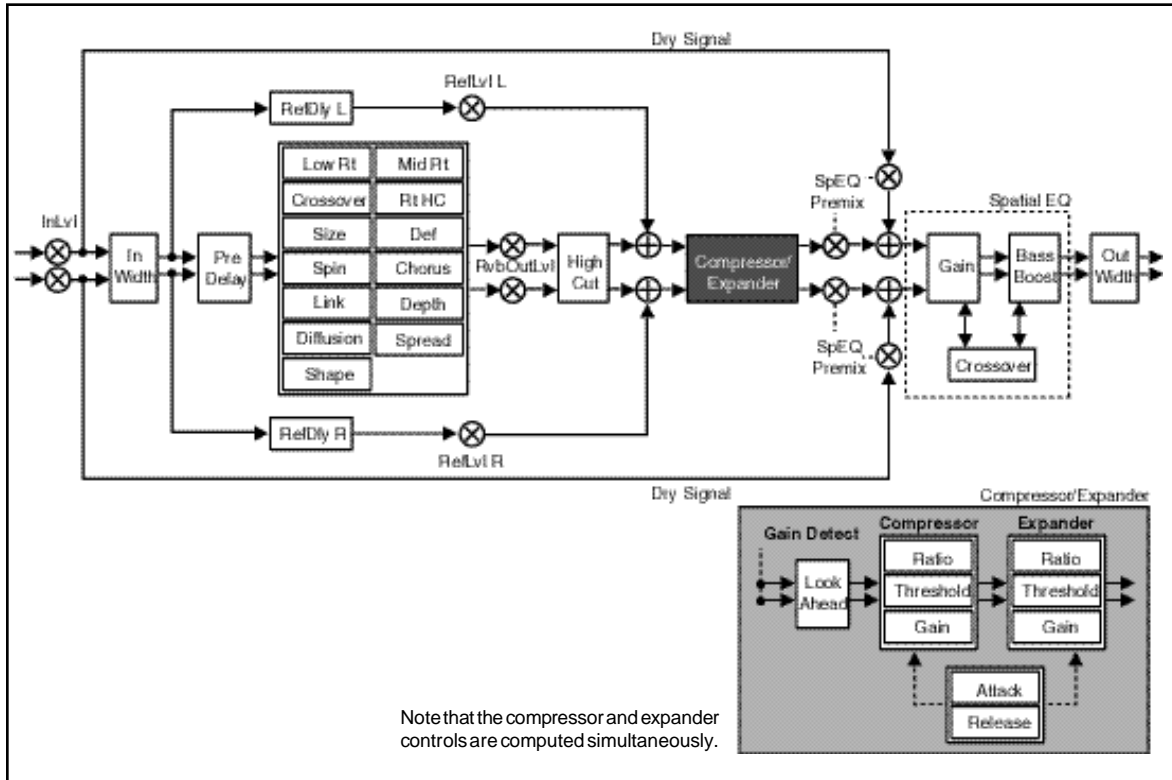 Dry Signal
RefLvl L
RefDly L
Low Rt
Mid Rt
Crossover
Rt HC
Size
Def
Spin
Chorus
Link
Depth
Diffusion
Spread
Shape
InLvl
In
Width
Pre
Delay
RvbOutLvl
High
Cut
Compressor/
Expander
SpEQ
Premix
SpEQ
Premix
Spatial EQ
Gain
Bass
Boost
Crossover
Out
Width
RefDly R
RefLvl R
Dry Signal
Compressor/Expander
Gain Detect
Compressor
Expander
Look
Ahead
Ratio
Threshold
Gain
Ratio
Threshold
Gain
Attack
Release
Note that the compressor and expander
controls are computed simultaneously.